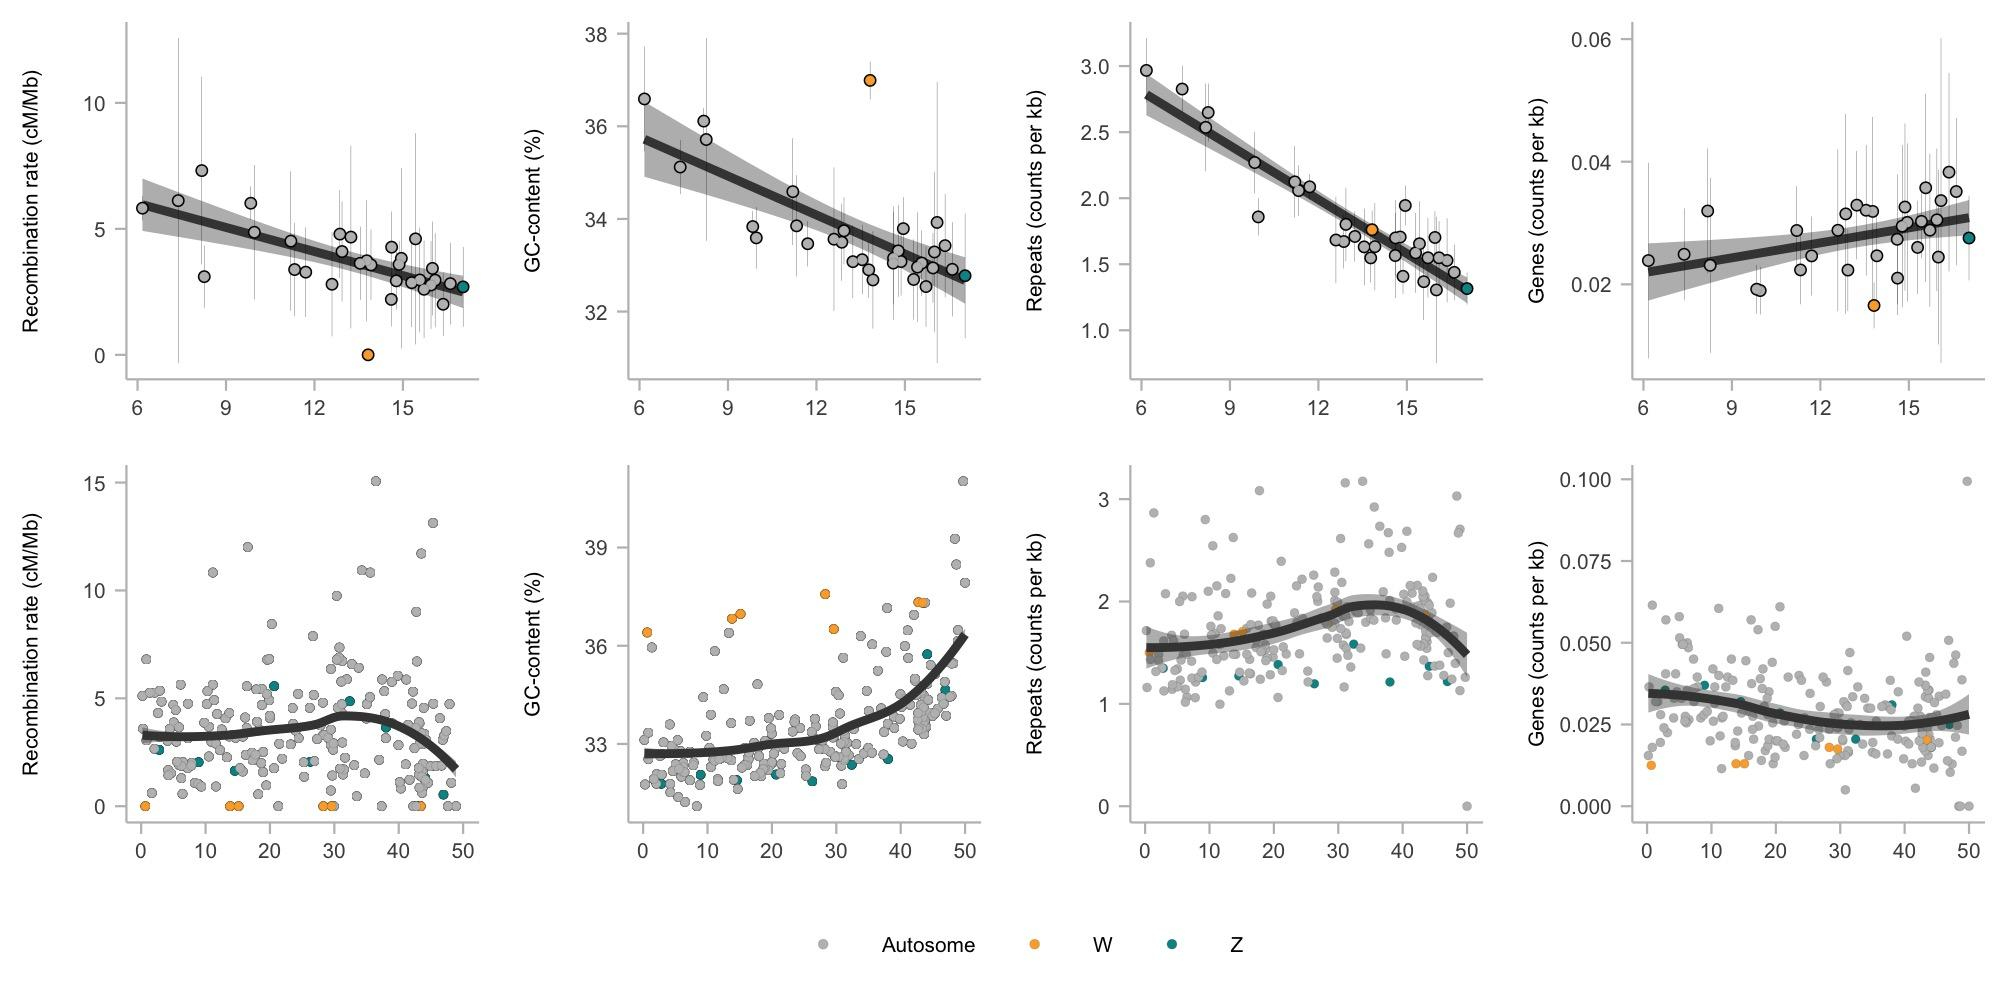 Recombination rate (cM/Mb)
10
5
0
6 9 12 15
GC-content (%)
38
36
34
32
6 9 12 15
Repeats (counts per kb)
3.0
2.5
2.0
1.5
1.0
6 9 12 15
Genes (counts per kb)
0.06
0.04
0.02
6 9 12 15
Recombination rate (cM/Mb)
15
10
5
0
0 10 20 30 40 50
GC-content (%)
39
36
33
0 10 20 30 40 50
Repeats (counts per kb)
3
2
1
0
0 10 20 30 40 50
Genes (counts per kb)
0.100
0.075
0.050
0.025
0.000
0 10 20 30 40 50
Autosome W Z